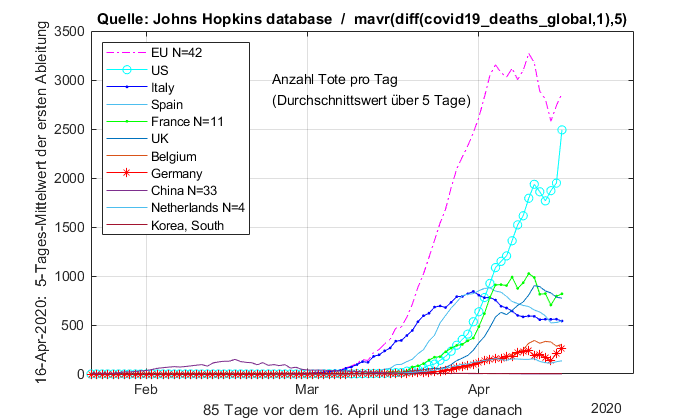 Quelle: Johns Hopkins database / mavr(diff(covid19_deaths_global,1),5)
16-Apr-2020: 5-Tages-Mittelwert der ersten Ableitung
3500
3000
2500
2000
1500
1000
500
0
EU N=42
US
Italy
Spain
France N=11
UK
Belgium
Germany
China N=33
Netherlands N=4
Korea, South
Anzahl Tote pro Tag
(Durchschnittswert über 5 Tage)
Feb Mar Apr
85 Tage vor dem 16. April und 13 Tage danach
2020